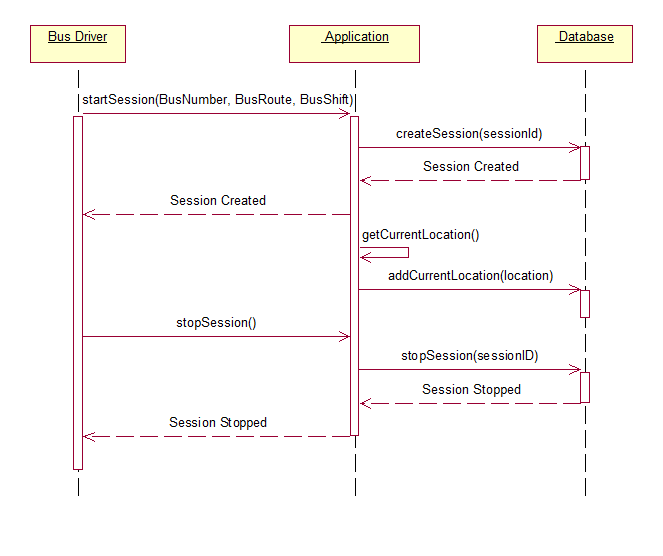 Bus Driver
Application
Database
startSession(BusNumber, BusRoute, BusShift)
createSession(sessionId)
Session Created
Session Created
getCurrentLocation()
addCurrentLocation(location)
stopSession()
stopSession(sessionID)
Session Stopped
Session Stopped